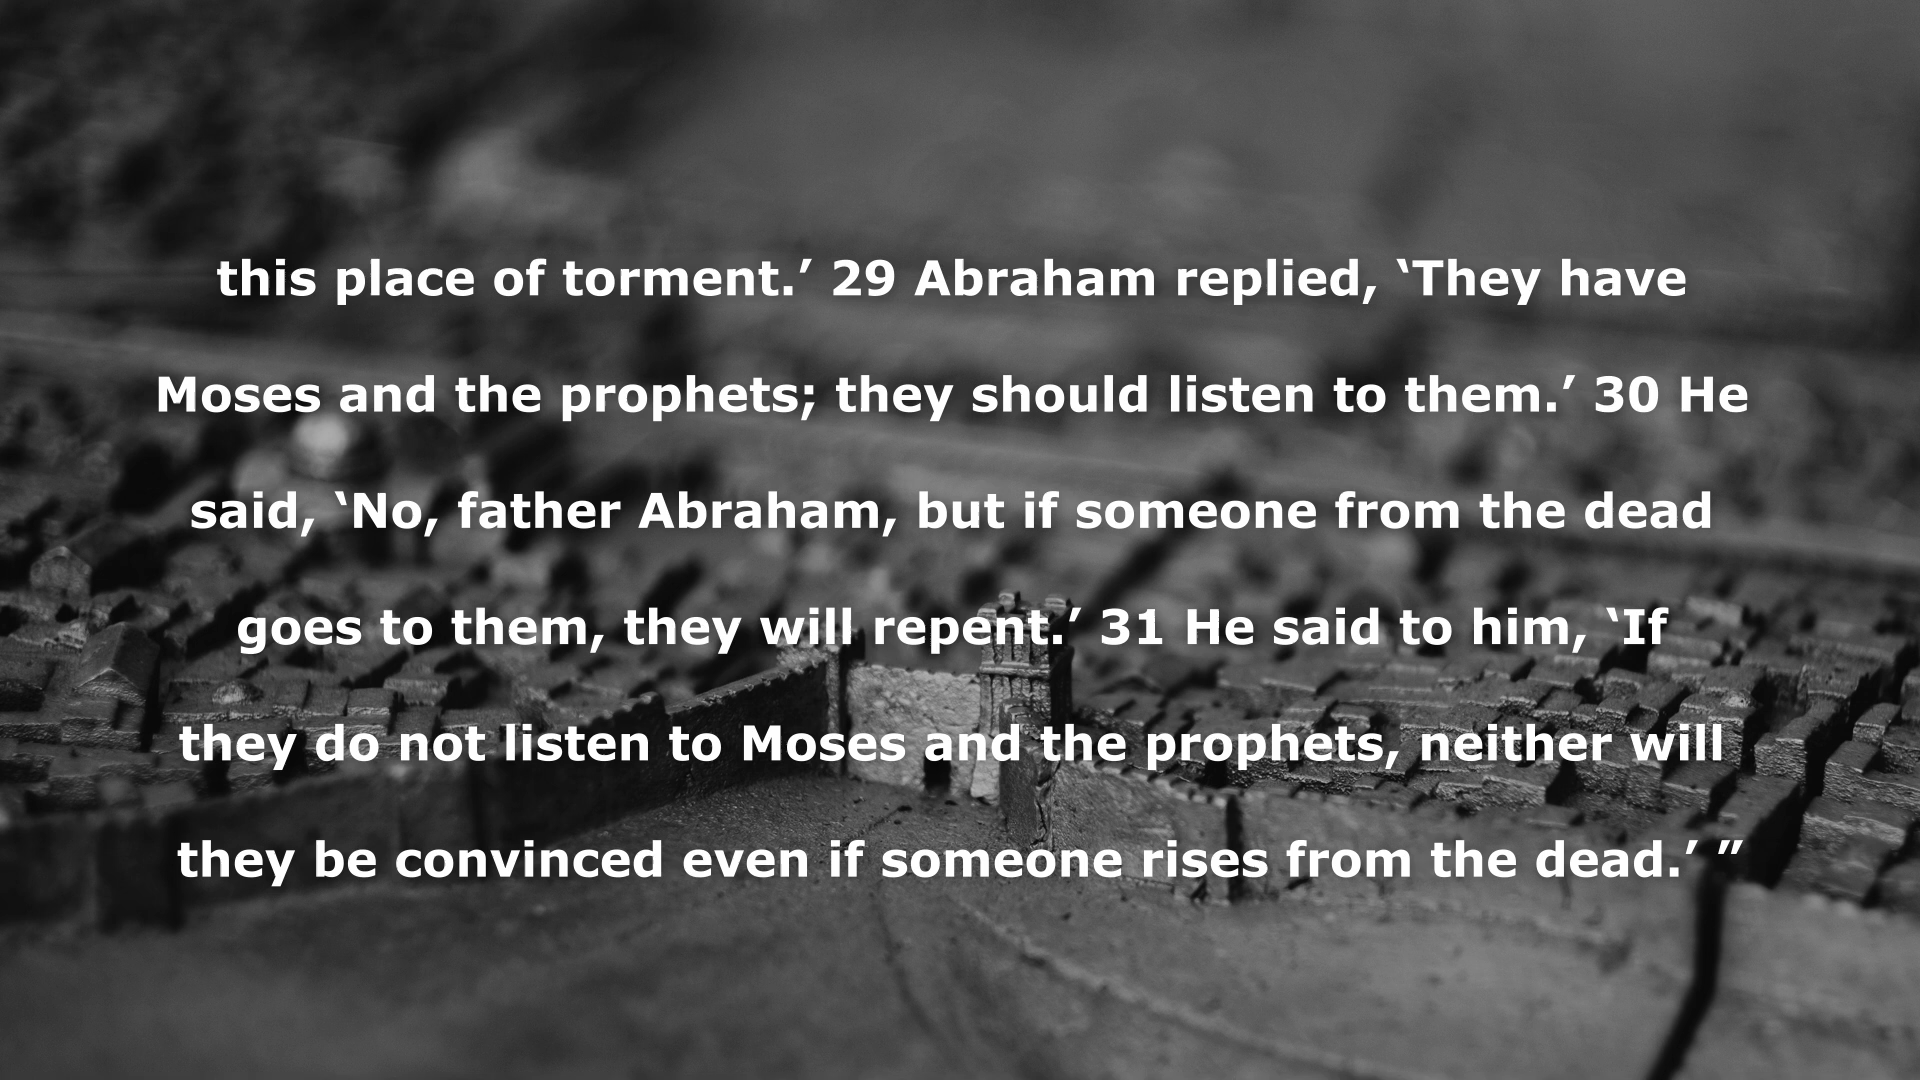 this place of torment.’ 29 Abraham replied, ‘They have
Moses and the prophets; they should listen to them.’ 30 He
said, ‘No, father Abraham, but if someone from the dead
goes to them, they will repent.’ 31 He said to him, ‘If
they do not listen to Moses and the prophets, neither will
they be convinced even if someone rises from the dead.’ ”